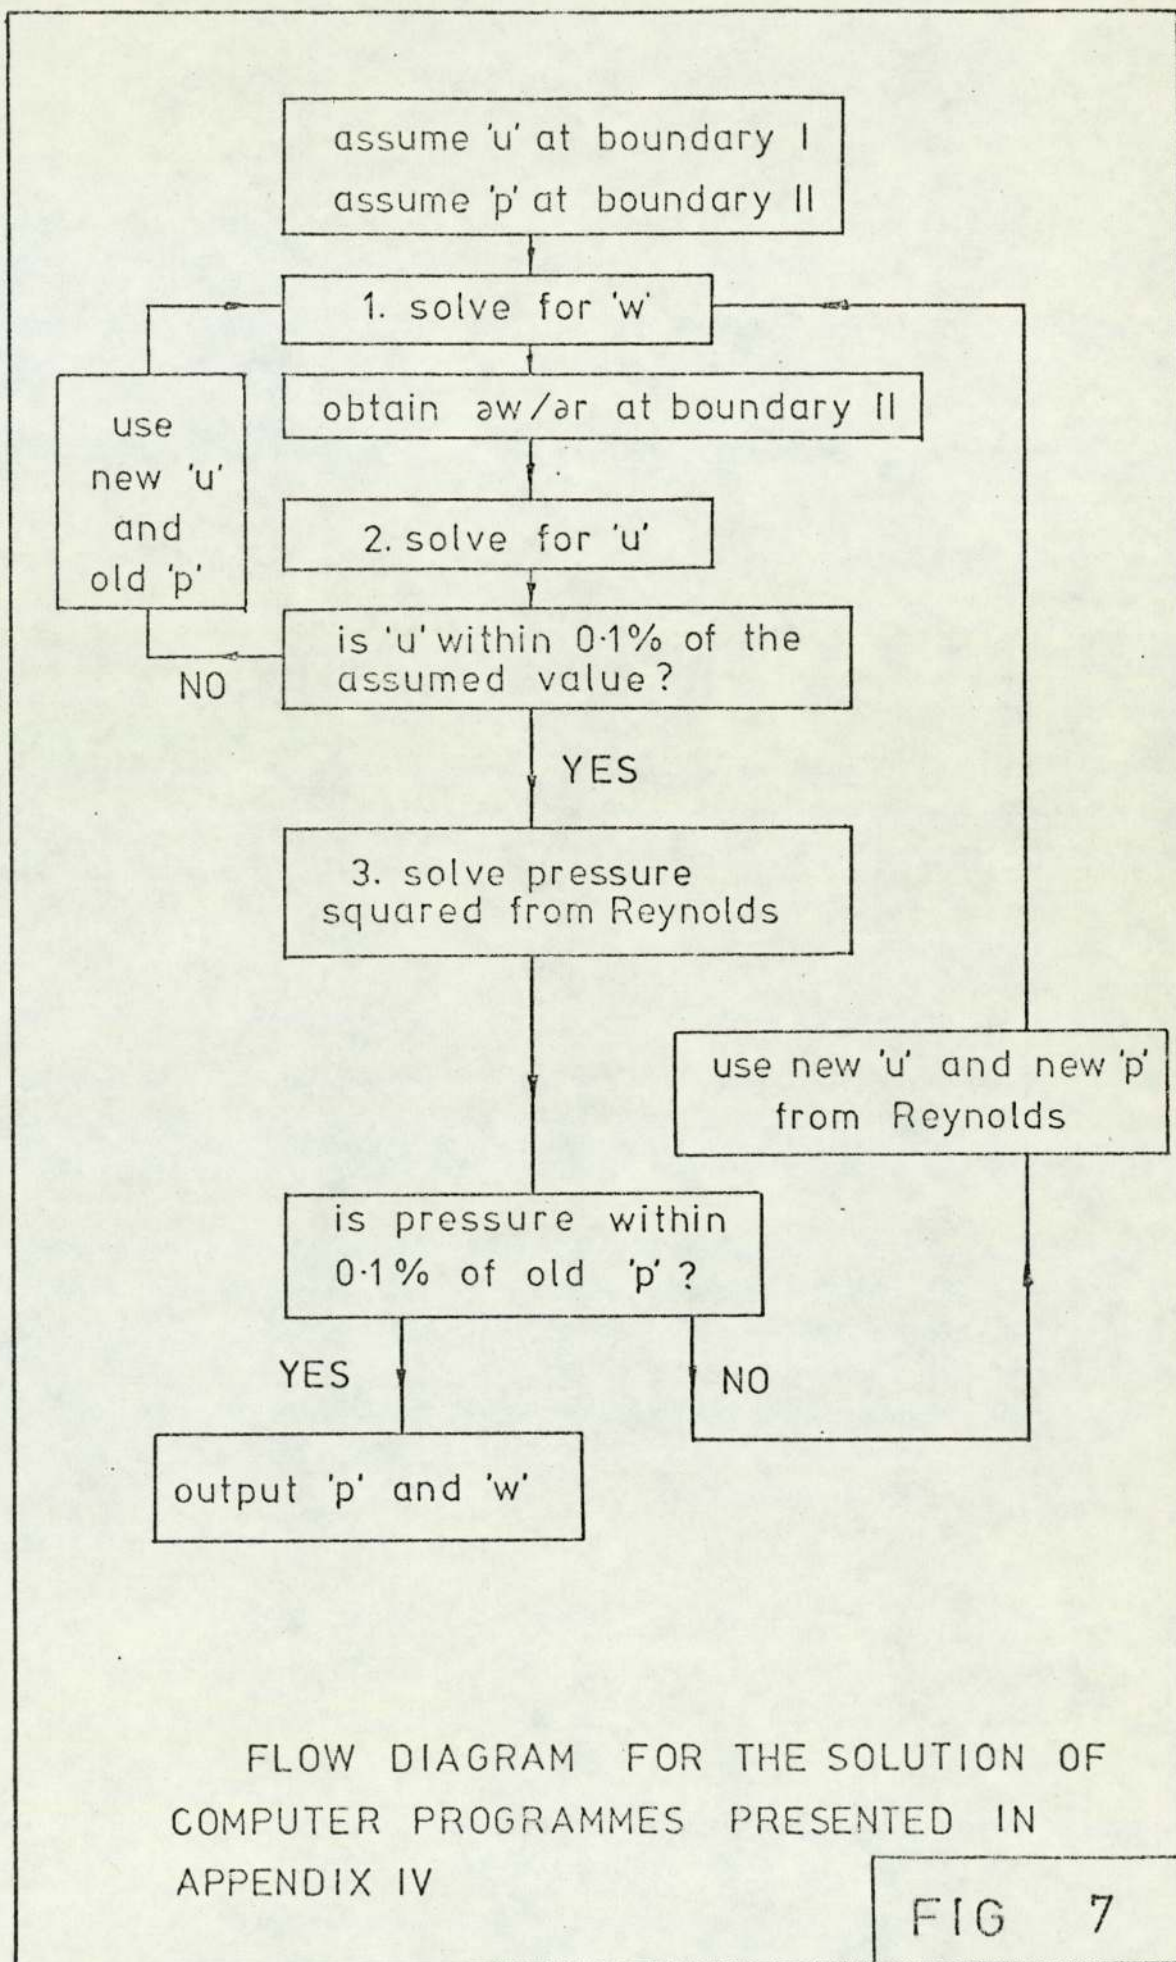 assume 'u' at boundary I
assume 'p' at boundary II
1. solve for 'w'
obtain ∂w/∂r at boundary II
use
new 'u'
and
old 'p'
2. solve for 'u'
is 'u' within 0·1% of the
assumed value?
NO
YES
3. solve pressure
squared from Reynolds
use new 'u' and new 'p'
from Reynolds
is pressure within
0·1% of old 'p'?
YES
NO
output 'p' and 'w'
FLOW DIAGRAM FOR THE SOLUTION OF
COMPUTER PROGRAMMES PRESENTED IN
APPENDIX IV
FIG 7